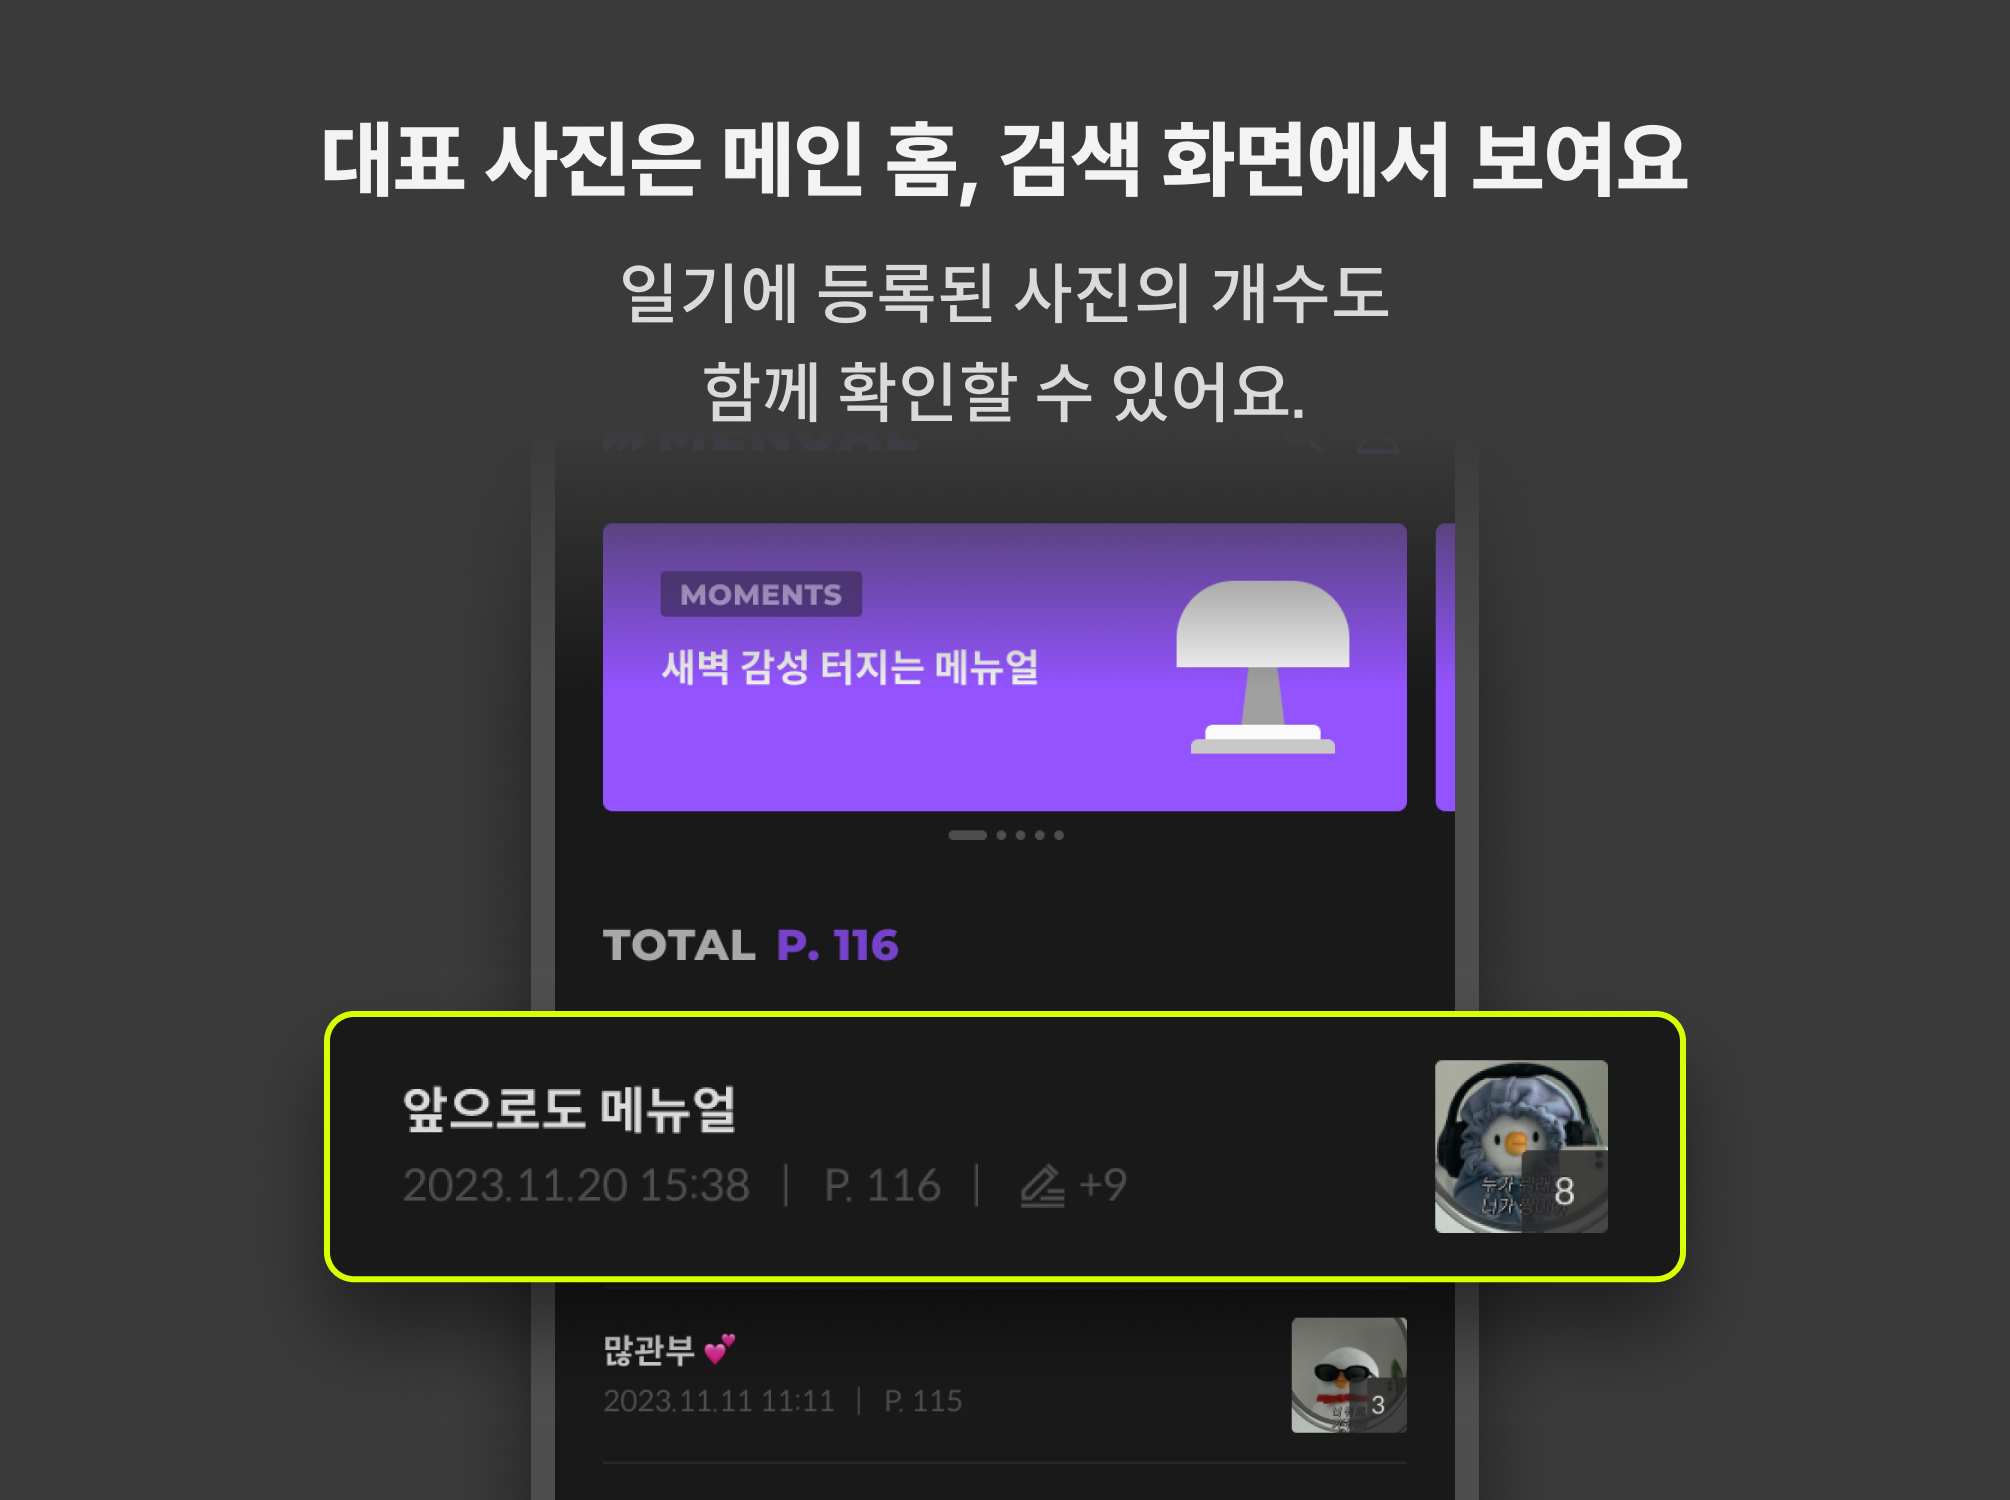 대표 사진은 메인 홈, 검색 화면에서 보여요
일기에 등록된 사진의 개수도
함께 확인할 수 있어요.
MOMENTS
새벽 감성 터지는 메뉴얼
TOTAL P. 116
앞으로도 메뉴얼
2023.11.20 15:38 | P. 116 | +9
누가
니가
8
많관부 💕
2023.11.11 11:11 | P. 115
3